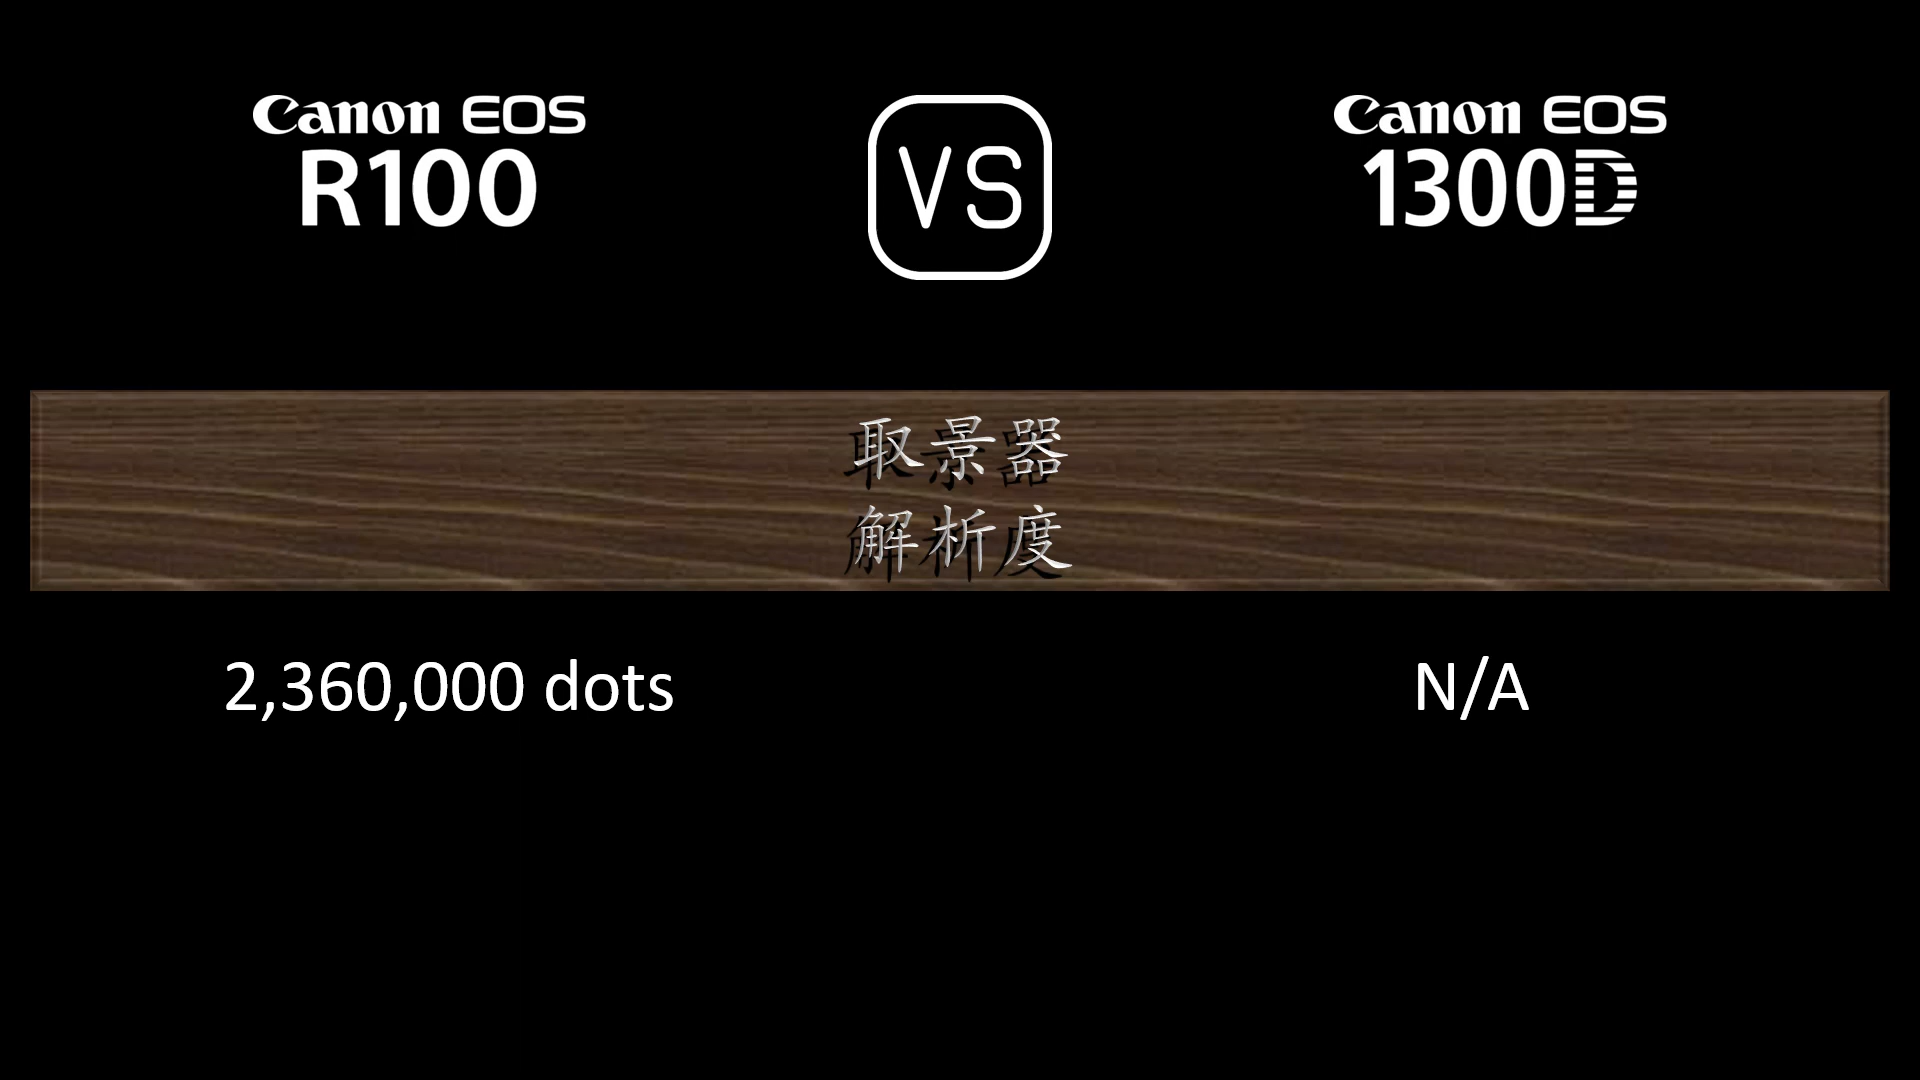 Canon EOS
R100
VS
Canon EOS
1300D
取景器
解析度
2,360,000 dots
N/A